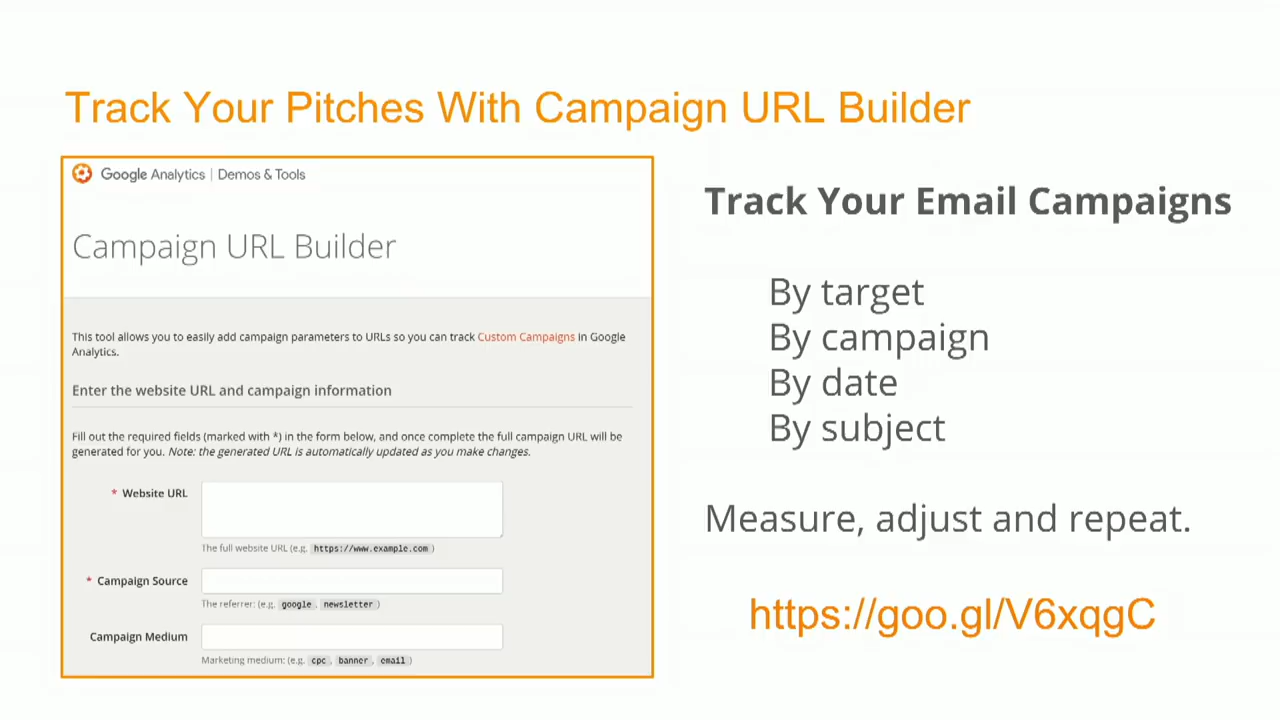 Track Your Pitches With Campaign URL Builder
Google Analytics | Demos & Tools
Campaign URL Builder
This tool allows you to easily add campaign parameters to URLs so you can track Custom Campaigns in Google
Analytics.
Enter the website URL and campaign information
Fill out the required fields (marked with *) in the form below, and once complete the full campaign URL will be
generated for you. Note: the generated URL is automatically updated as you make changes.
* Website URL
The full website URL (e.g. https://www.example.com )
* Campaign Source
The referrer: (e.g. google , newsletter )
Campaign Medium
Marketing medium: (e.g. cpc , banner , email )
Track Your Email Campaigns
By target
By campaign
By date
By subject
Measure, adjust and repeat.
https://goo.gl/V6xqgC